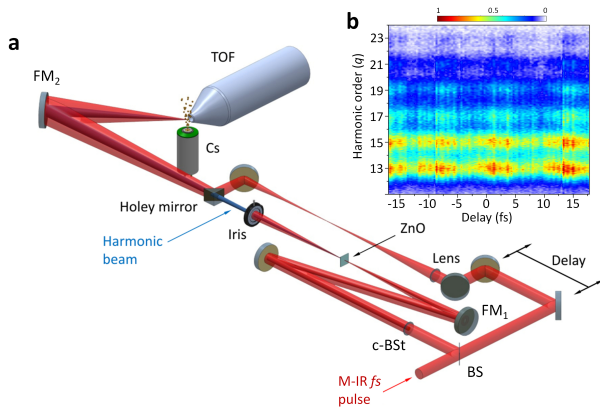 a
TOF
FM2
Cs
Holey mirror
Harmonic
beam
Iris
ZnO
Lens
Delay
FM1
c-BSt
BS
M-IR fs
pulse
b
1
0.5
0
Harmonic order (q)
23
21
19
17
15
13
-15
-10
-5
0
5
10
15
Delay (fs)